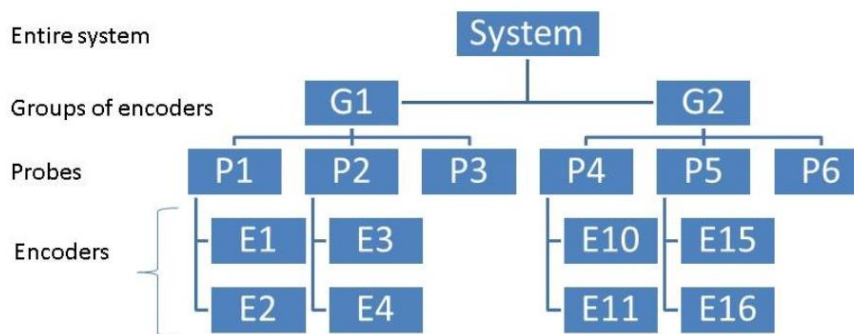 Entire system
System
Groups of encoders
G1
G2
Probes
P1
P2
P3
P4
P5
P6
Encoders
E1
E3
E10
E15
E2
E4
E11
E16